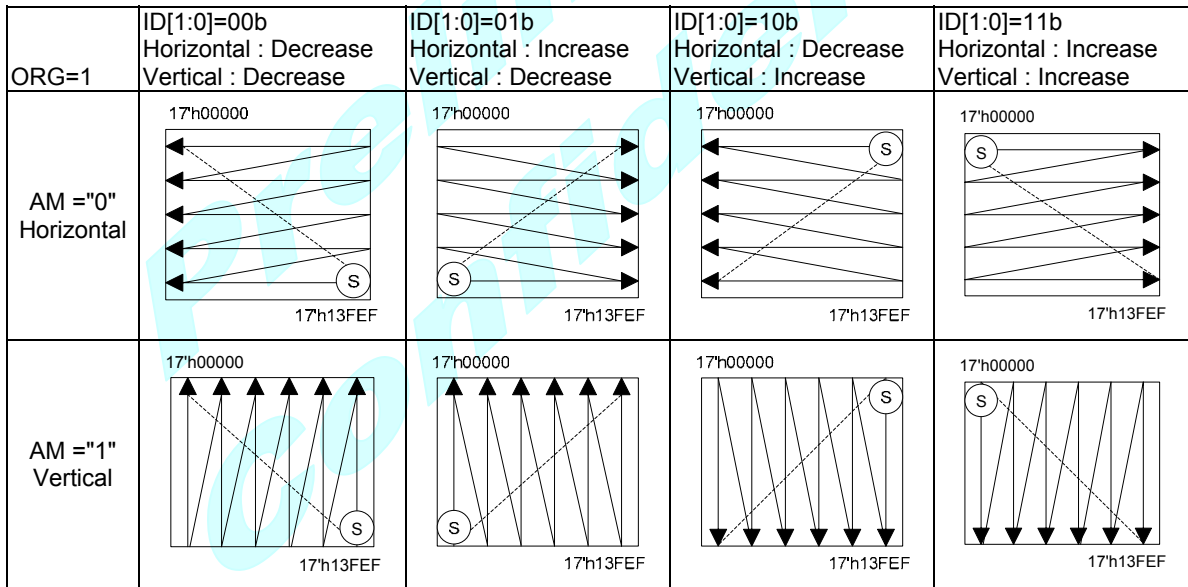 ORG=1
ID[1:0]=00b
Horizontal : Decrease
Vertical : Decrease
ID[1:0]=01b
Horizontal : Increase
Vertical : Decrease
ID[1:0]=10b
Horizontal : Decrease
Vertical : Increase
ID[1:0]=11b
Horizontal : Increase
Vertical : Increase
AM ="0"
Horizontal
17'h00000
S
17'h13FEF
17'h00000
S
17'h13FEF
17'h00000
S
17'h13FEF
17'h00000
S
17'h13FEF
AM ="1"
Vertical
17'h00000
S
17'h13FEF
17'h00000
S
17'h13FEF
17'h00000
S
17'h13FEF
17'h00000
S
17'h13FEF